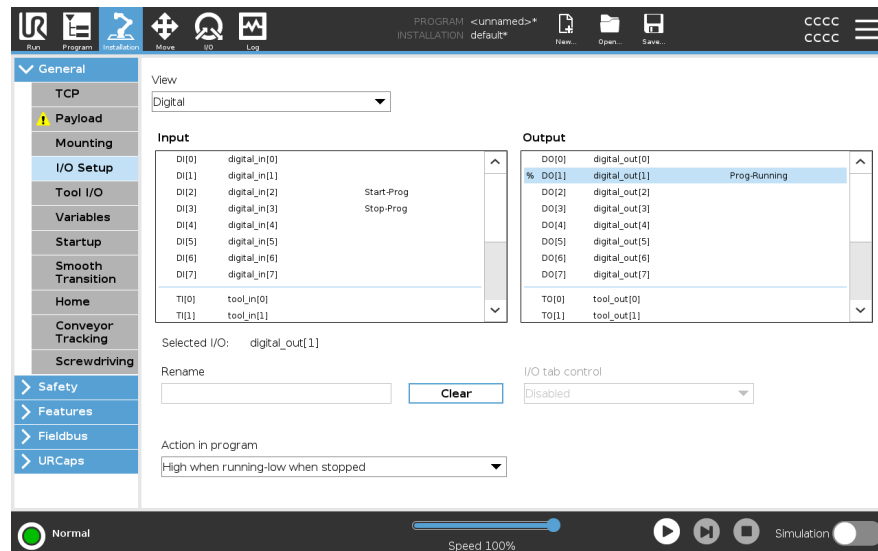 PROGRAM <unnamed>*
INSTALLATION default*
Run Program Installation Move I/O Log New... Open... Save...
CCCC
CCCC
General
TCP
Payload
Mounting
I/O Setup
Tool I/O
Variables
Startup
Smooth
Transition
Home
Conveyor
Tracking
Screwdriving
Safety
Features
Fieldbus
URCaps
View
Digital
Input
DI[0] digital_in[0]
DI[1] digital_in[1]
DI[2] digital_in[2] Start-Prog
DI[3] digital_in[3] Stop-Prog
DI[4] digital_in[4]
DI[5] digital_in[5]
DI[6] digital_in[6]
DI[7] digital_in[7]
TI[0] tool_in[0]
TI[1] tool_in[1]
Output
DO[0] digital_out[0]
% DO[1] digital_out[1] Prog-Running
DO[2] digital_out[2]
DO[3] digital_out[3]
DO[4] digital_out[4]
DO[5] digital_out[5]
DO[6] digital_out[6]
DO[7] digital_out[7]
TO[0] tool_out[0]
TO[1] tool_out[1]
Selected I/O: digital_out[1]
Rename
Clear
I/O tab control
Disabled
Action in program
High when running-low when stopped
Normal
Speed 100%
Simulation